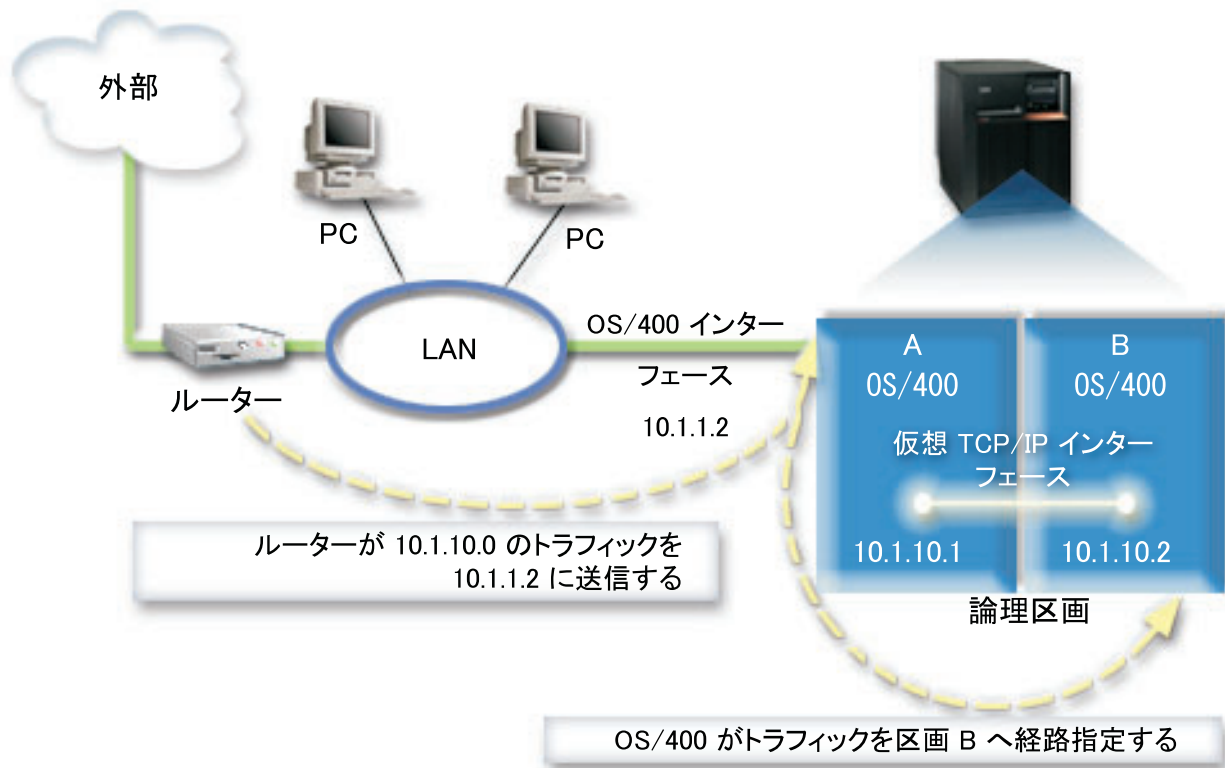 外部
PC
PC
LAN
ルーター
OS/400 インター
フェース
10.1.1.2
A
OS/400
B
OS/400
仮想 TCP/IP インター
フェース
10.1.10.1
10.1.10.2
論理区画
ルーターが 10.1.10.0 のトラフィックを
10.1.1.2 に送信する
OS/400 がトラフィックを区画 B へ経路指定する